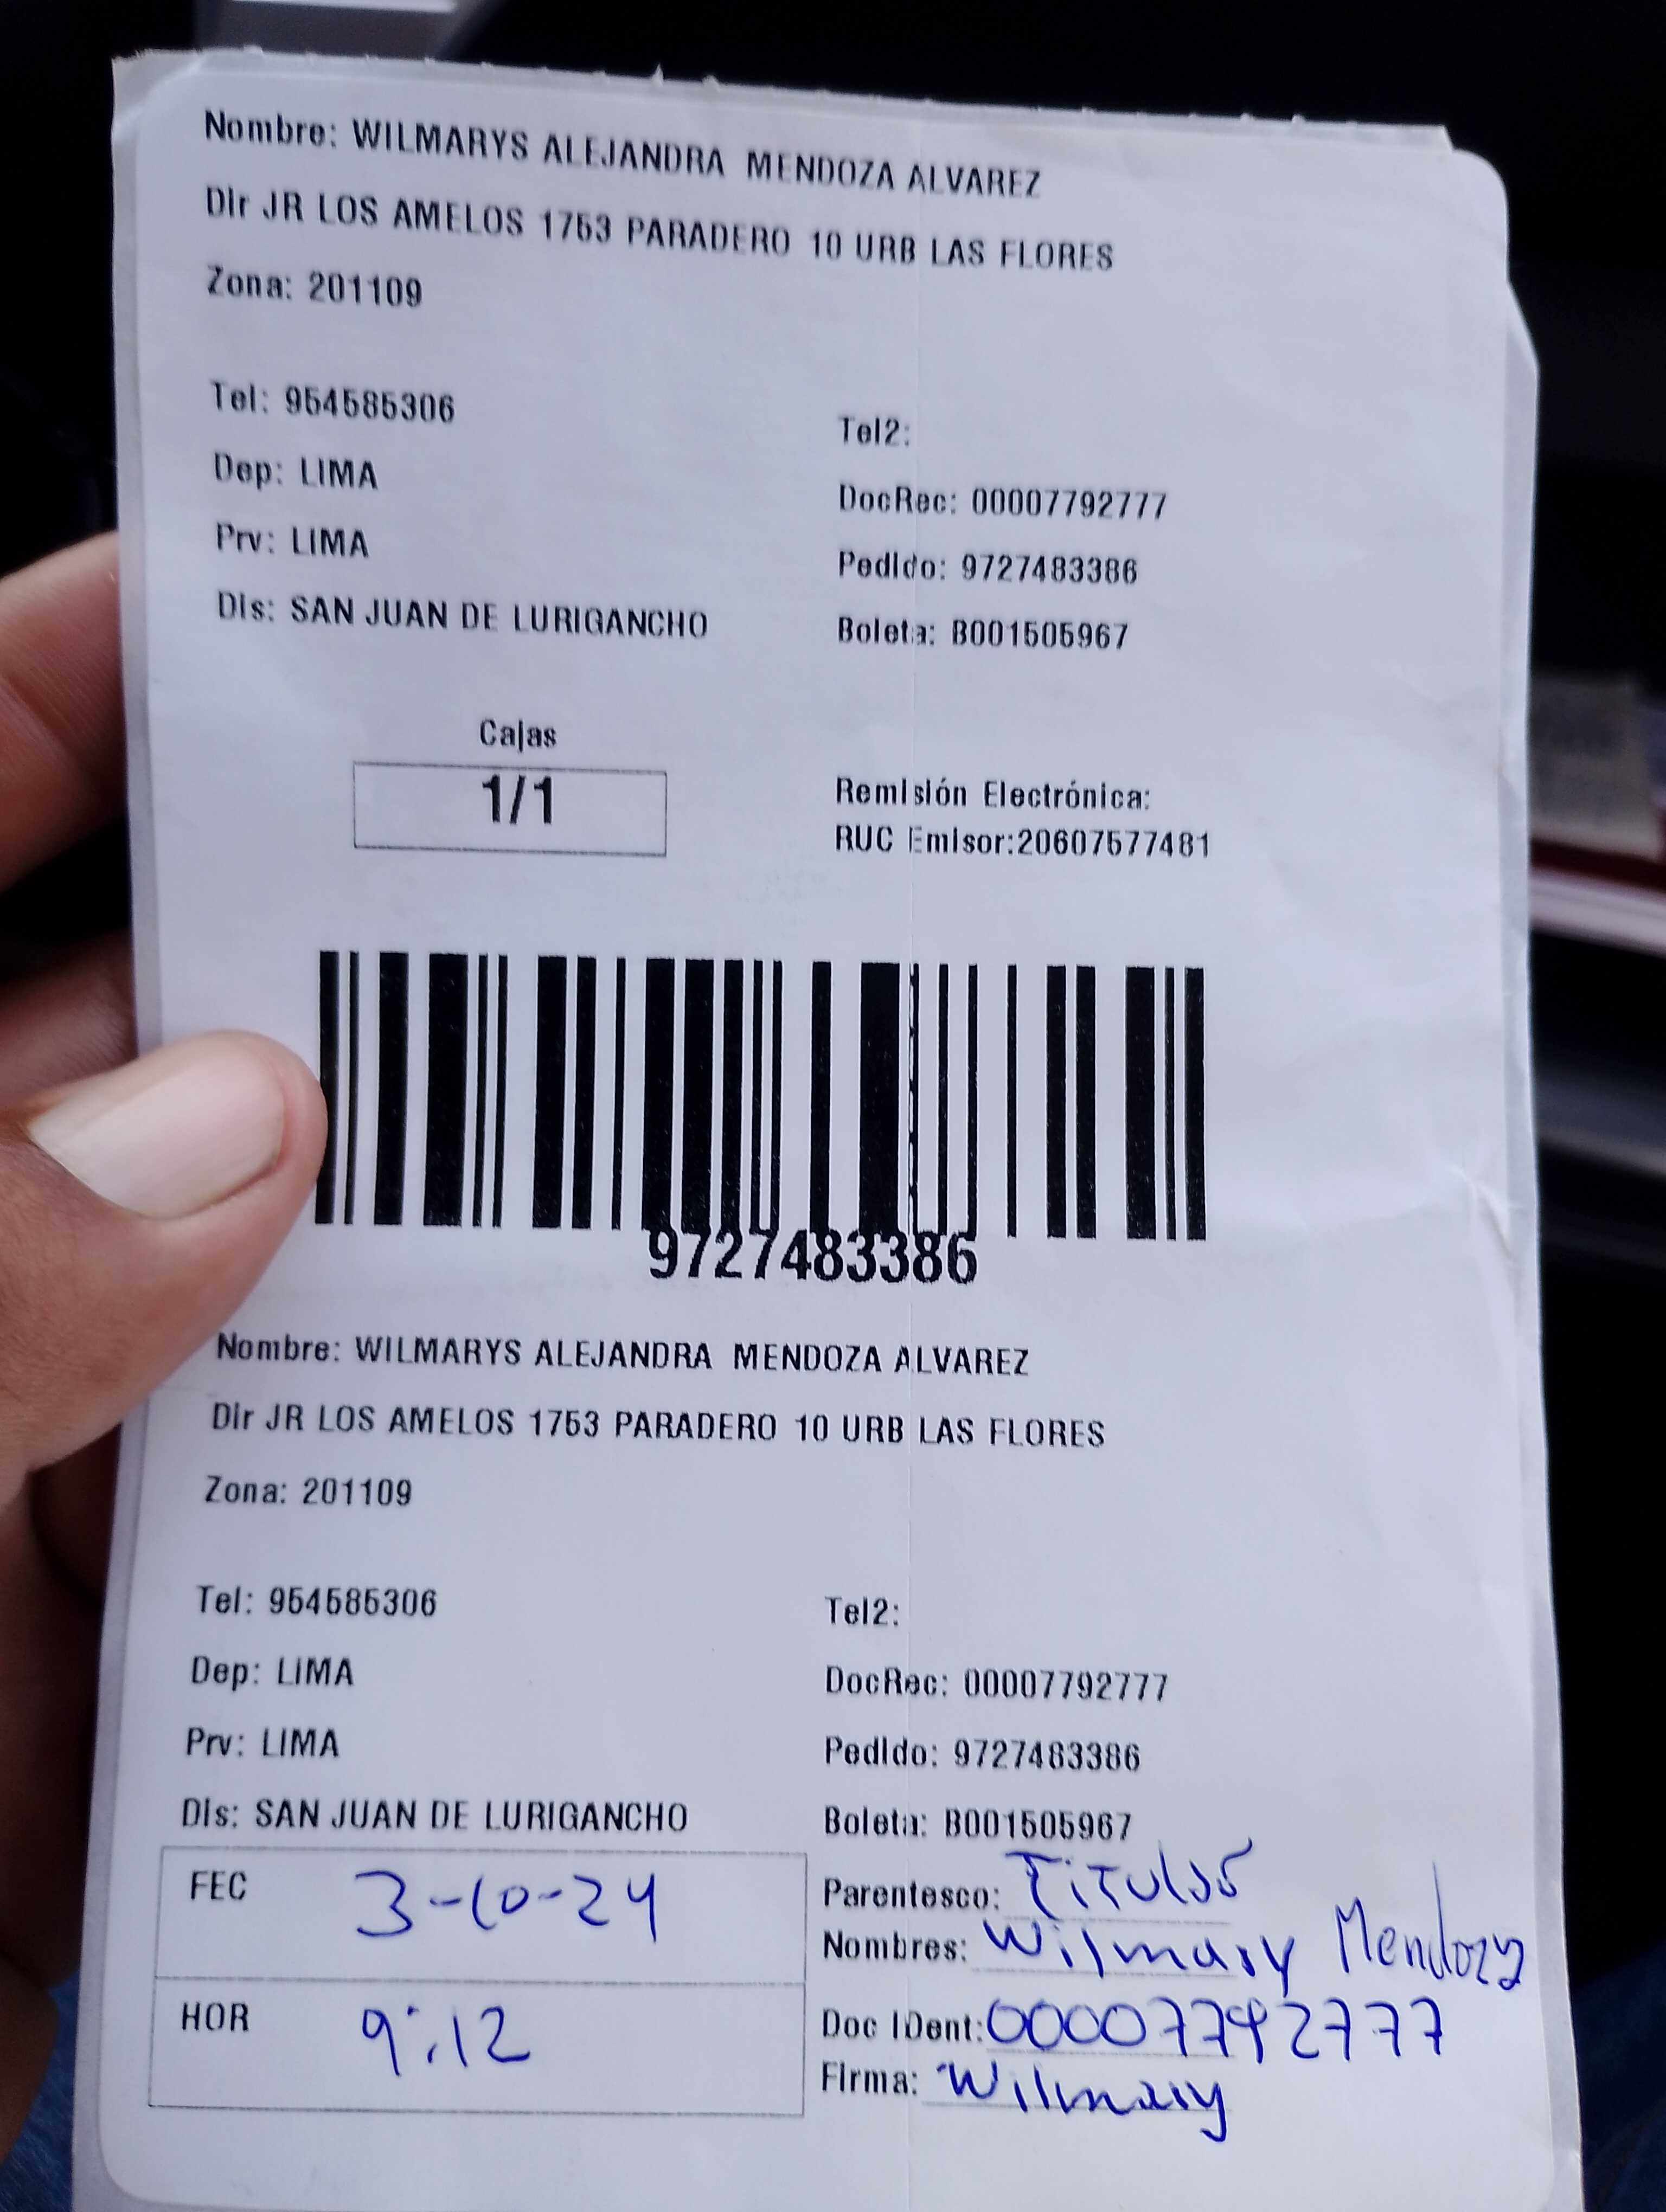 Nombre: WILMARYS ALEJANDRA MENDOZA ALVAREZ
Dir JR LOS AMELOS 1753 PARADERO 10 URB LAS FLORES
Zona: 201109
Tel: 954585306
Tel2:
Dep: LIMA
DocRec: 00007792777
Prv: LIMA
Pedido: 9727483386
Dis: SAN JUAN DE LURIGANCHO
Boleta: B001505967
Cajas
1/1
Remisión Electrónica:
RUC Emisor:20607577481
9727483386
Nombre: WILMARYS ALEJANDRA MENDOZA ALVAREZ
Dir JR LOS AMELOS 1753 PARADERO 10 URB LAS FLORES
Zona: 201109
Tel: 954585306
Tel2:
Dep: LIMA
DocRec: 00007792777
Prv: LIMA
Pedido: 9727483386
Dis: SAN JUAN DE LURIGANCHO
Boleta: B001505967
FEC 3-10-24
Parentesco: Titular
Nombres: Wilmary Mendoza
HOR 9:12
Doc IDent: 00007792777
Firma: Wilmary